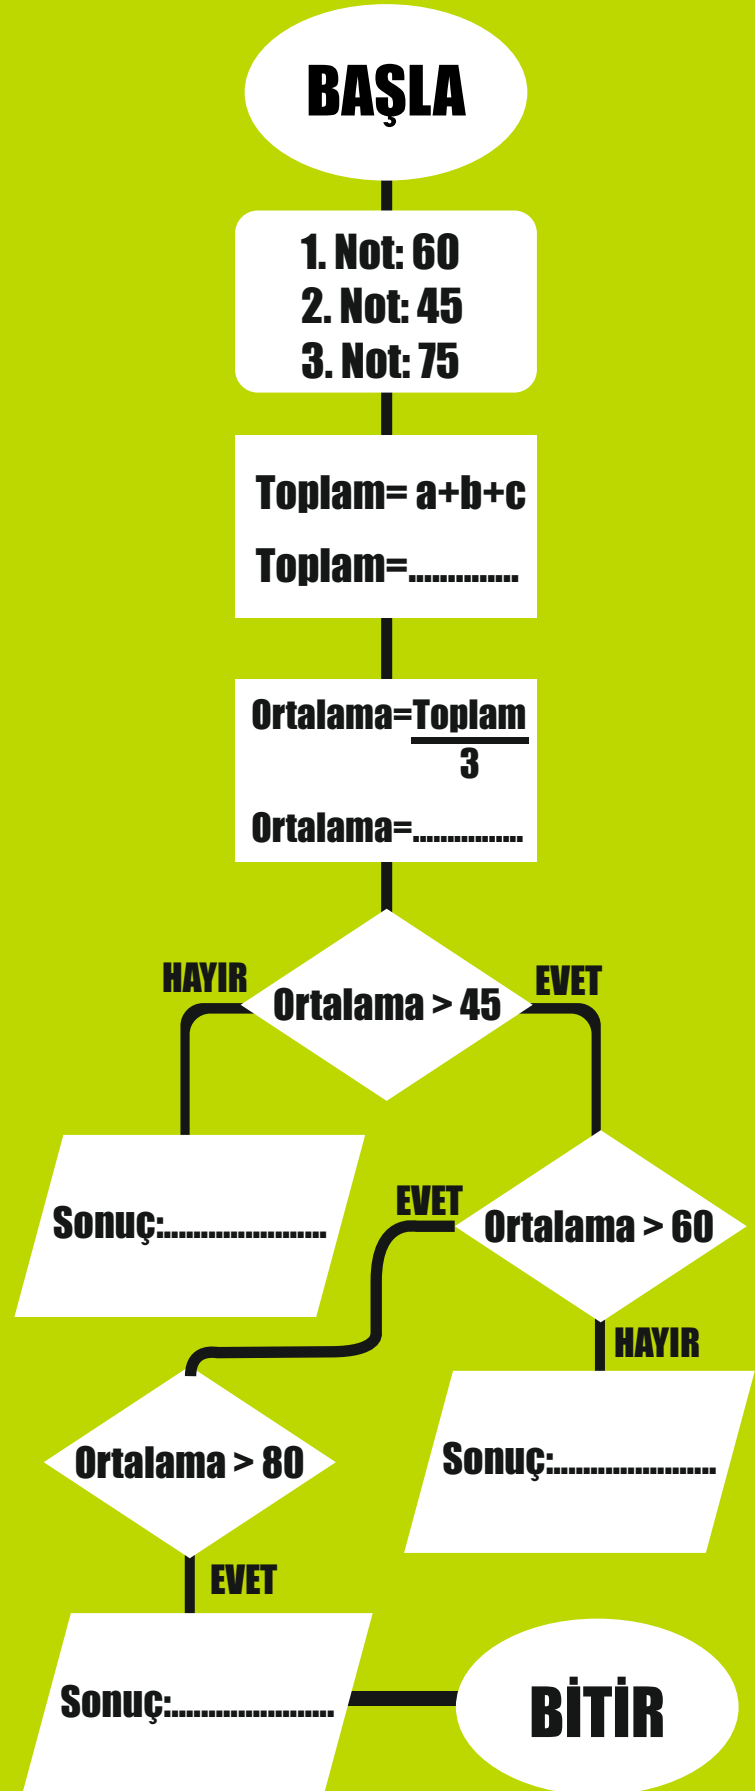 BAŞLA
1. Not: 60
2. Not: 45
3. Not: 75
Toplam= a+b+c
Toplam=..............
Ortalama=Toplam
3
Ortalama=................
HAYIR
EVET
Ortalama > 45
Sonuç:......................
EVET
Ortalama > 60
HAYIR
Sonuç:......................
Ortalama > 80
EVET
Sonuç:......................
BİTİR